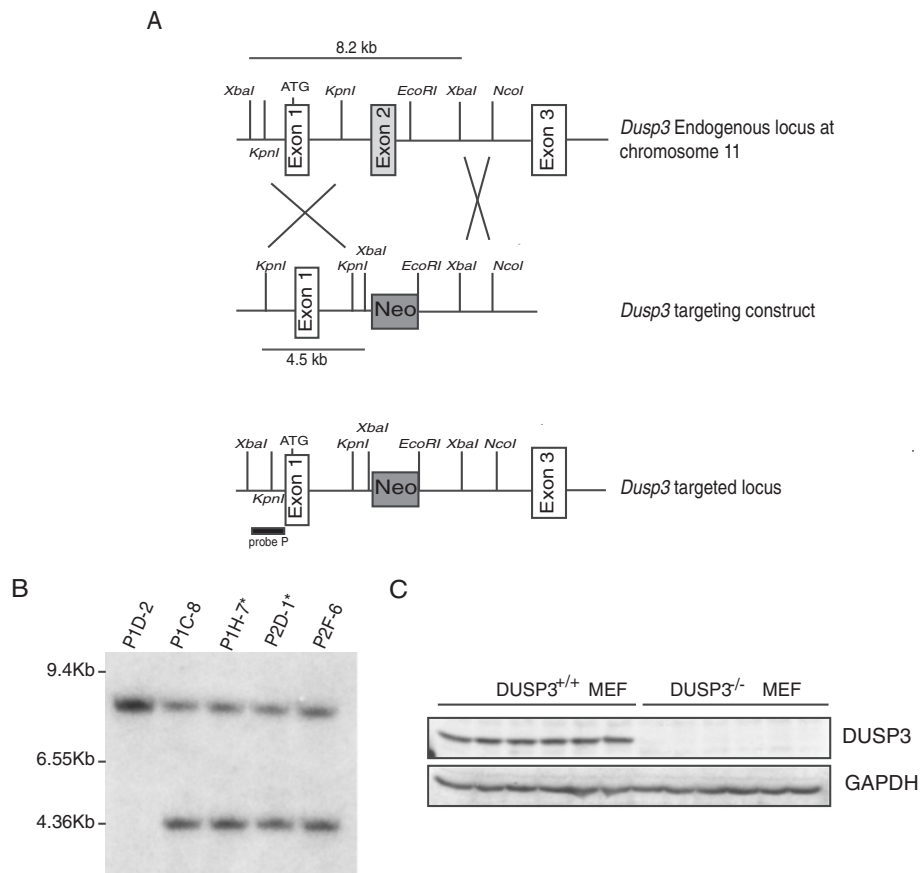 A
8.2 kb
XbaI
ATG
KpnI
EcoRI
XbaI
NcoI
KpnI
Exon 1
Exon 2
Exon 3
Dusp3 Endogenous locus at
chromosome 11
XbaI
KpnI
KpnI
EcoRI
XbaI
NcoI
Exon 1
Neo
Dusp3 targeting construct
4.5 kb
XbaI
XbaI
ATG
KpnI
EcoRI
XbaI
NcoI
KpnI
Exon 1
Neo
Exon 3
Dusp3 targeted locus
probe P
B
P1D-2
P1C-8
P1H-7*
P2D-1*
P2F-6
9.4Kb
6.55Kb
4.36Kb
C
DUSP3+/+ MEF
DUSP3-/- MEF
DUSP3
GAPDH